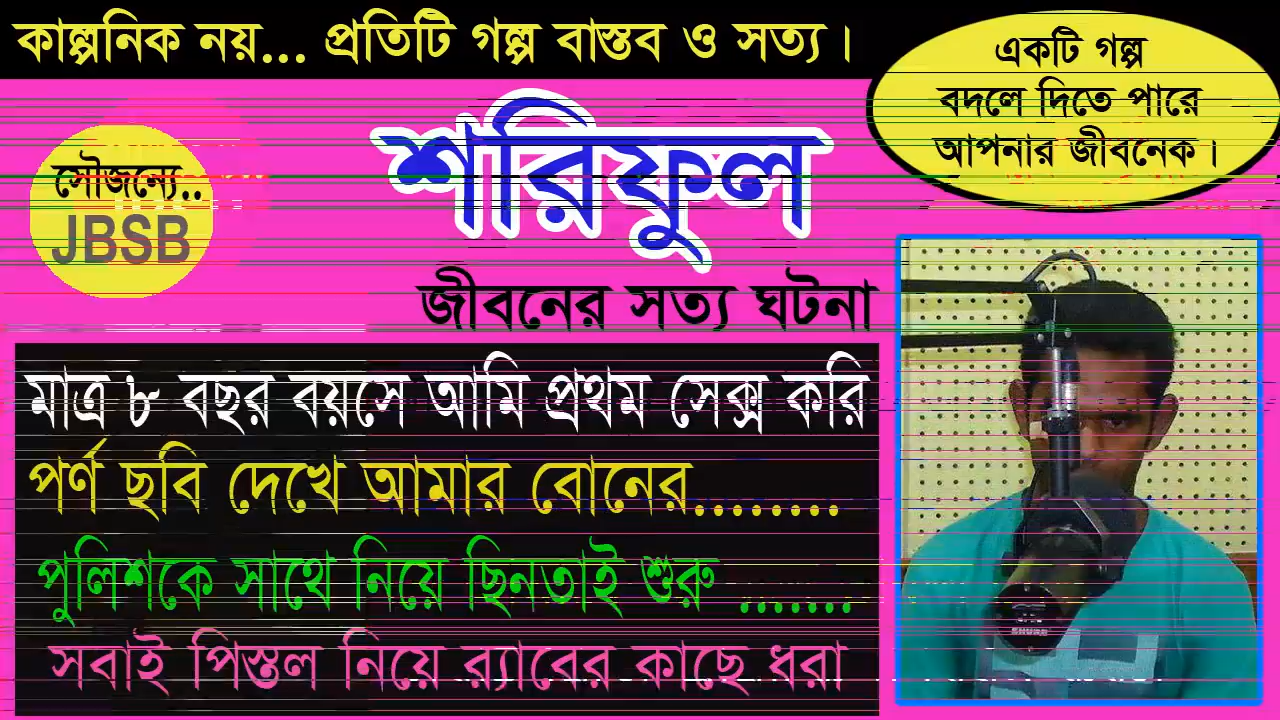 কাল্পনিক নয়... প্রতিটি গল্প বাস্তব ও সত্য।
একটি গল্প
বদলে দিতে পারে
আপনার জীবনেক।
সৌজন্যে..
JBSB
শরিফুল
জীবনের সত্য ঘটনা
মাত্র ৮ বছর বয়সে আমি প্রথম সেক্স করি
পর্ণ ছবি দেখে আমার বোনের........
পুলিশকে সাথে নিয়ে ছিনতাই শুরু .......
সবাই পিস্তল নিয়ে র‍্যাবের কাছে ধরা